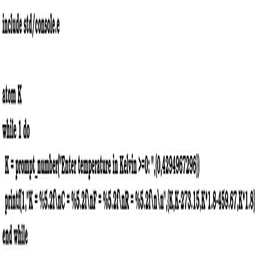 include std/console.e
atom K
while 1 do
K = prompt_number("Enter temperature in Kelvin >=0: ",{0,4294967296})
printf(1,"K = %5.2f\nC = %5.2f\nF = %5.2f\nR = %5.2f\n\n",{K,K-273.15,K*1.8-459.67,K*1.8})
end while